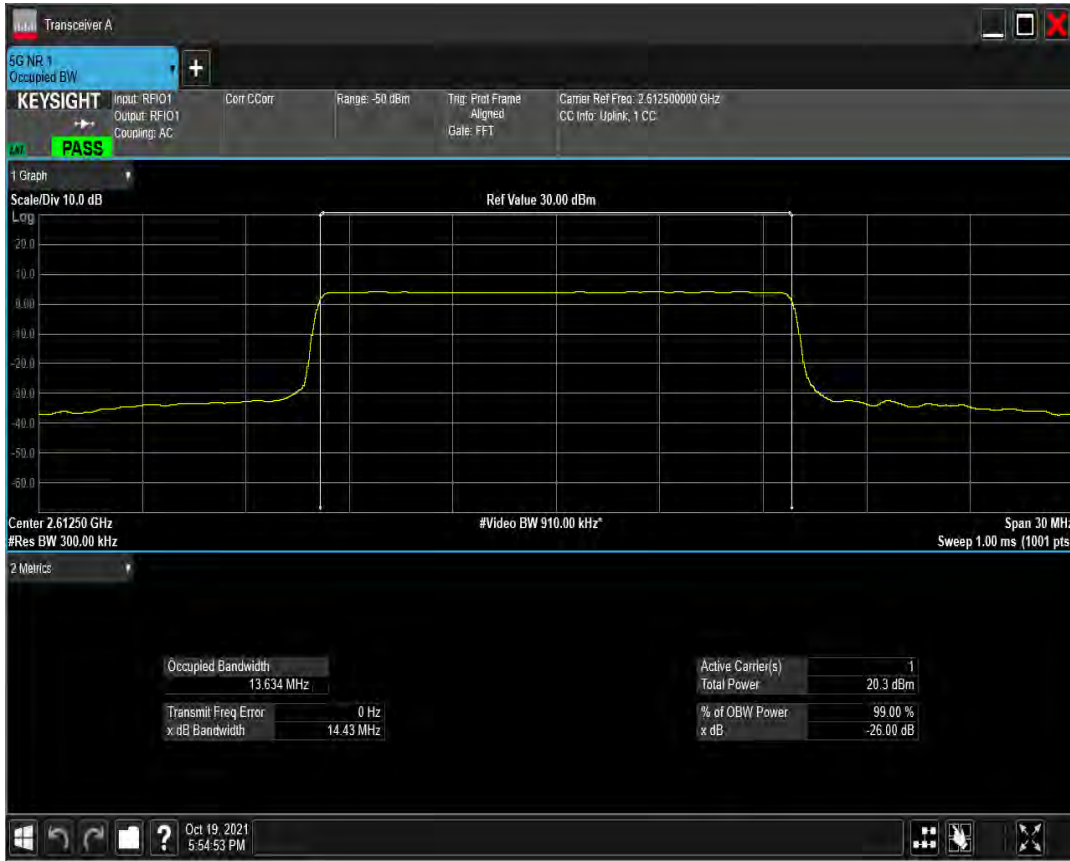 Transceiver A
5G NR 1
Occupied BW
KEYSIGHT
Input: RFIO1
Output: RFIO1
Coupling: AC
Corr CCorr
Range: -50 dBm
Trig: Prot Frame
Aligned
Gate: FFT
Carrier Ref Freq: 2.612500000 GHz
CC Info: Uplink, 1 CC
PASS
1 Graph
Scale/Div 10.0 dB
Ref Value 30.00 dBm
Log
20.0
10.0
0.00
-10.0
-20.0
-30.0
-40.0
-50.0
-60.0
Center 2.61250 GHz
#Video BW 910.00 kHz*
Span 30 MHz
#Res BW 300.00 kHz
Sweep 1.00 ms (1001 pts
2 Metrics
Occupied Bandwidth
13.634 MHz
Transmit Freq Error 0 Hz
x dB Bandwidth 14.43 MHz
Active Carrier(s) 1
Total Power 20.3 dBm
% of OBW Power 99.00 %
x dB -26.00 dB
Oct 19, 2021
5:54:53 PM